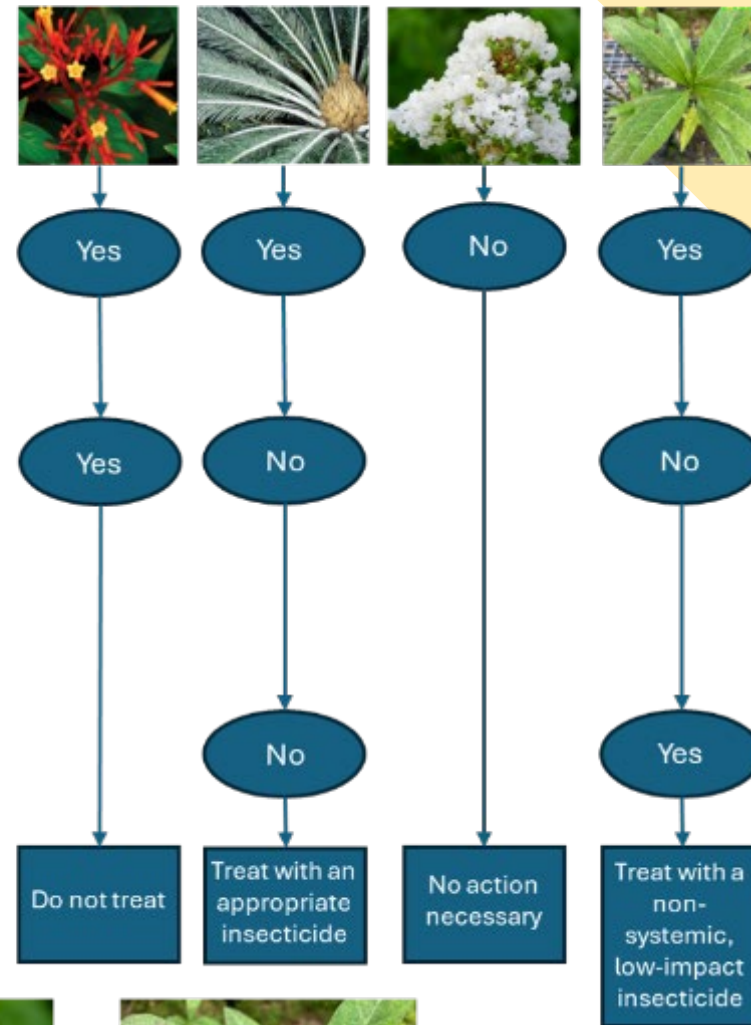 Yes
Yes
No
Yes
Yes
No
No
No
Yes
Do not treat
Treat with an
appropriate
insecticide
No action
necessary
Treat with a
non-
systemic,
low-impact
insecticide